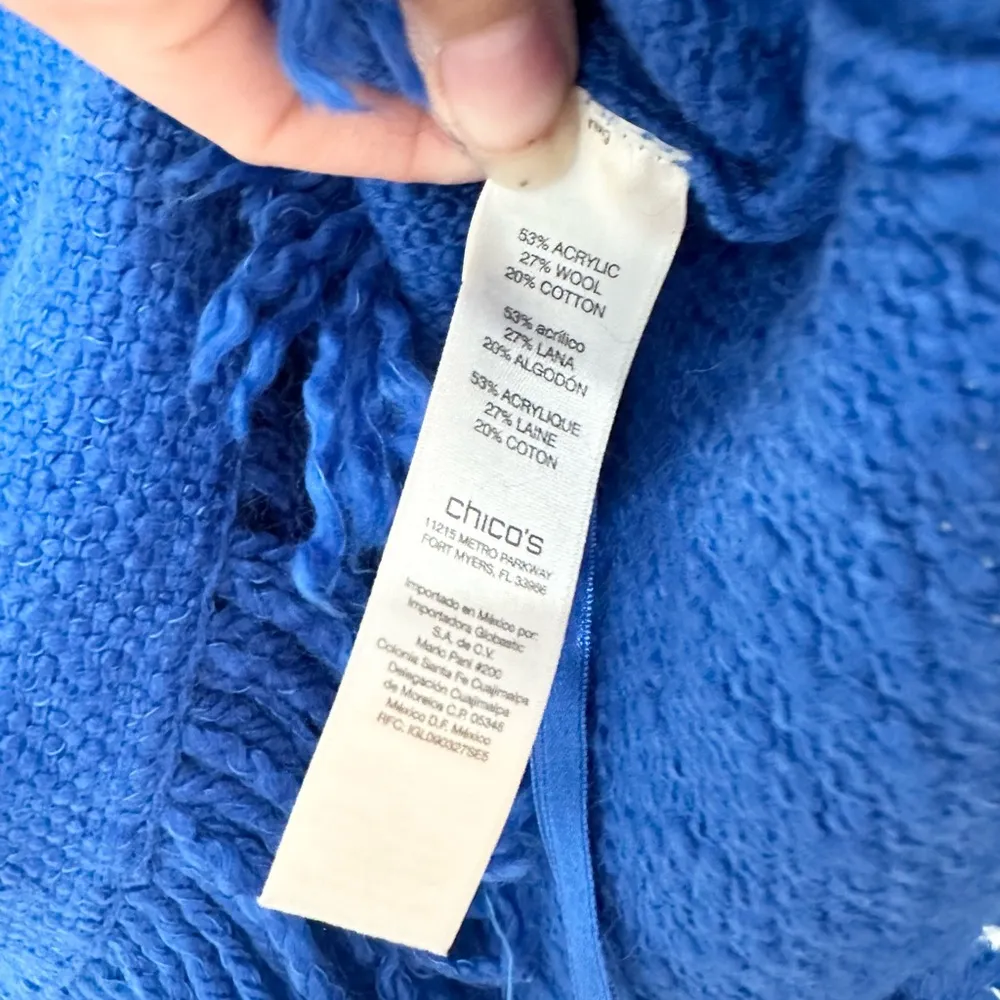 53% ACRYLIC
27% WOOL
20% COTTON
53% acrílico
27% LANA
20% ALGODÓN
53% ACRYLIQUE
27% LAINE
20% COTON
chico's
11215 METRO PARKWAY
FORT MYERS, FL 33966
Importado en México por:
Importadora Globastic
S.A. de C.V.
Mario Pani #200
Colonia Santa Fe Cuajimalpa
Delegación Cuajimalpa
de Morelos C.P. 05348
México D.F. México
RFC.